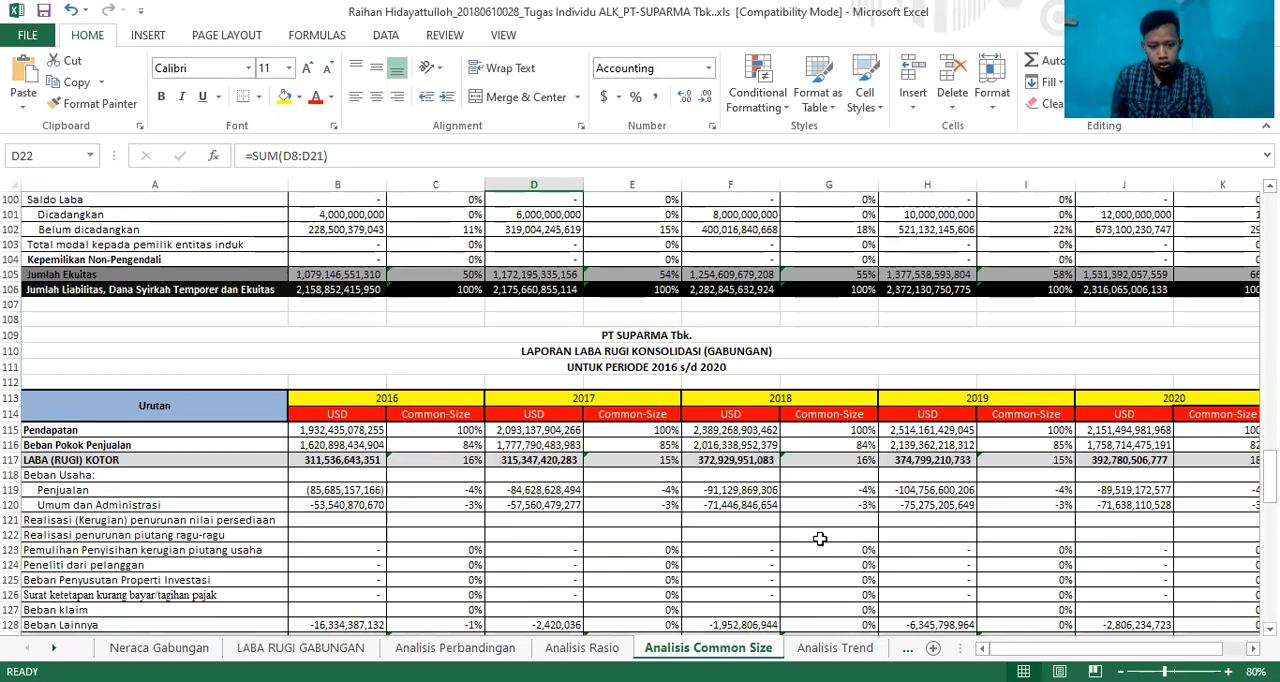 Raihan Hidayattulloh_20180610028_Tugas Individu ALK_PT-SUPARMA Tbk..xls [Compatibility Mode] - Microsoft Excel
FILE HOME INSERT PAGE LAYOUT FORMULAS DATA REVIEW VIEW
Cut Calibri 11 Wrap Text Accounting Auto
Copy Fill
Paste Format Painter B I U Merge & Center $ % Conditional Formatting Format as Table Cell Styles Insert Delete Format Clea
Clipboard Font Alignment Number Styles Cells Editing
D22 fx =SUM(D8:D21)
A B C D E F G H I J K
100 Saldo Laba - 0% - 0% - 0% - 0% -
101 Dicadangkan 4,000,000,000 0% 6,000,000,000 0% 8,000,000,000 0% 10,000,000,000 0% 12,000,000,000 1
102 Belum dicadangkan 228,500,379,043 11% 319,004,245,619 15% 400,016,840,668 18% 521,132,145,606 22% 673,100,230,747 29
103 Total modal kepada pemilik entitas induk - 0% - 0% - 0% - 0% - 0
104 Kepemilikan Non-Pengendali - 0% - 0% - 0% - 0% - 0
105 Jumlah Ekuitas 1,079,146,551,310 50% 1,172,195,335,156 54% 1,254,609,679,208 55% 1,377,538,593,804 58% 1,531,392,057,559 66
106 Jumlah Liabilitas, Dana Syirkah Temporer dan Ekuitas 2,158,852,415,950 100% 2,175,660,855,114 100% 2,282,845,632,924 100% 2,372,130,750,775 100% 2,316,065,006,133 100
107
108
109 PT SUPARMA Tbk.
110 LAPORAN LABA RUGI KONSOLIDASI (GABUNGAN)
111 UNTUK PERIODE 2016 s/d 2020
112
113 Urutan 2016 2017 2018 2019 2020
114 USD Common-Size USD Common-Size USD Common-Size USD Common-Size USD Common-Size
115 Pendapatan 1,932,435,078,255 100% 2,093,137,904,266 100% 2,389,268,903,462 100% 2,514,161,429,045 100% 2,151,494,981,968 100
116 Beban Pokok Penjualan 1,620,898,434,904 84% 1,777,790,483,983 85% 2,016,338,952,379 84% 2,139,362,218,312 85% 1,758,714,475,191 82
117 LABA (RUGI) KOTOR 311,536,643,351 16% 315,347,420,283 15% 372,929,951,083 16% 374,799,210,733 15% 392,780,506,777 18
118 Beban Usaha:
119 Penjualan (85,685,157,166) -4% -84,628,628,494 -4% -91,129,869,306 -4% -104,756,600,206 -4% -89,519,172,577 -4
120 Umum dan Administrasi -53,540,870,670 -3% -57,560,479,277 -3% -71,446,846,654 -3% -75,275,205,649 -3% -71,638,110,528 -3
121 Realisasi (Kerugian) penurunan nilai persediaan
122 Realisasi penurunan piutang ragu-ragu
123 Pemulihan Penyisihan kerugian piutang usaha - 0% - 0% - 0% - 0% - 0
124 Peneliti dari pelanggan - 0% - 0% - 0% - 0% - 0
125 Beban Penyusutan Properti Investasi - 0% - 0% - 0% - 0% - 0
126 Surat ketetapan kurang bayar/tagihan pajak - 0% - 0% - 0% - 0% - 0
127 Beban klaim 0% 0% 0% 0% 0
128 Beban Lainnya -16,334,387,132 -1% -2,420,036 0% -1,952,806,944 0% -6,345,798,964 0% -2,806,234,723 0
Neraca Gabungan LABA RUGI GABUNGAN Analisis Perbandingan Analisis Rasio Analisis Common Size Analisis Trend ...
READY 80%